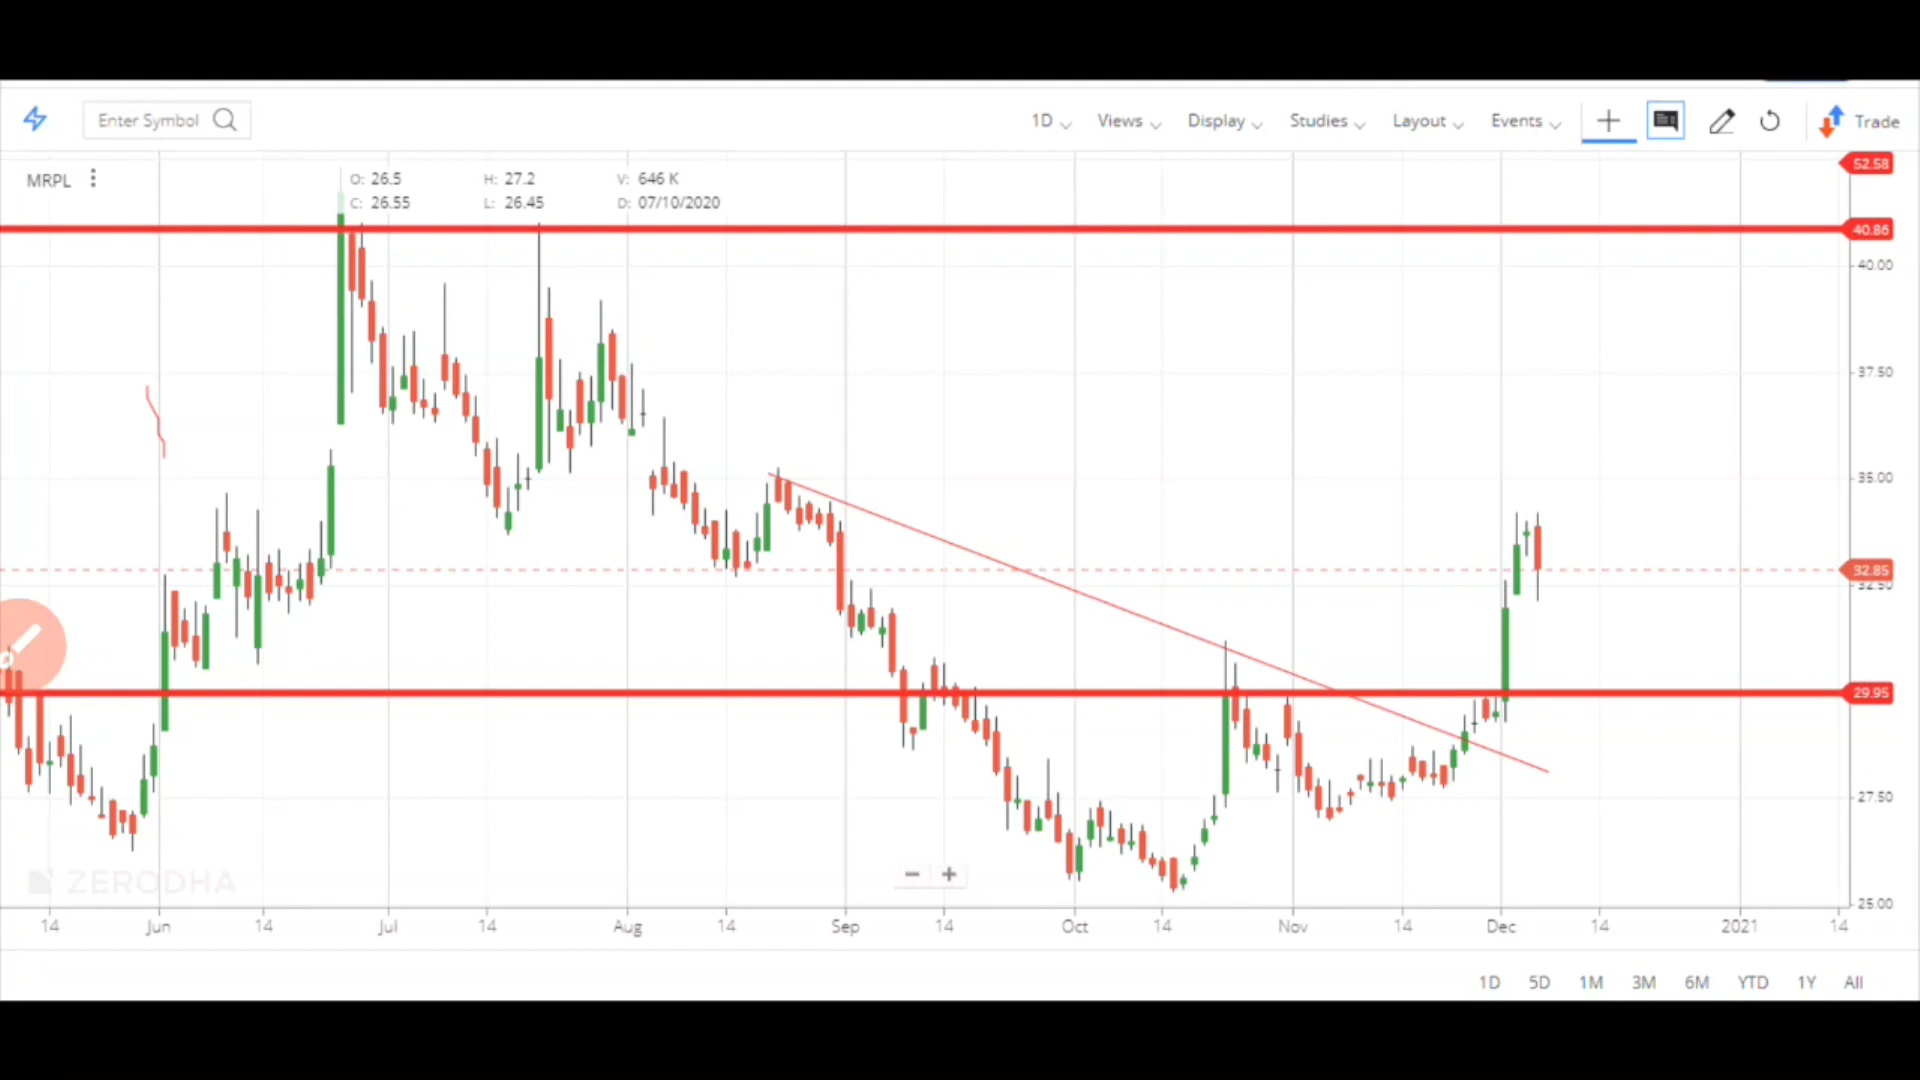 Enter Symbol 1D Views Display Studies Layout Events Trade
MRPL O: 26.5 H: 27.2 V: 646 K
C: 26.55 L: 26.45 D: 07/10/2020
52.58
40.86
40.00
37.50
35.00
32.85
32.50
29.95
27.50
25.00
ZERODHA
14 Jun 14 Jul 14 Aug 14 Sep 14 Oct 14 Nov 14 Dec 14 2021 14
1D 5D 1M 3M 6M YTD 1Y All